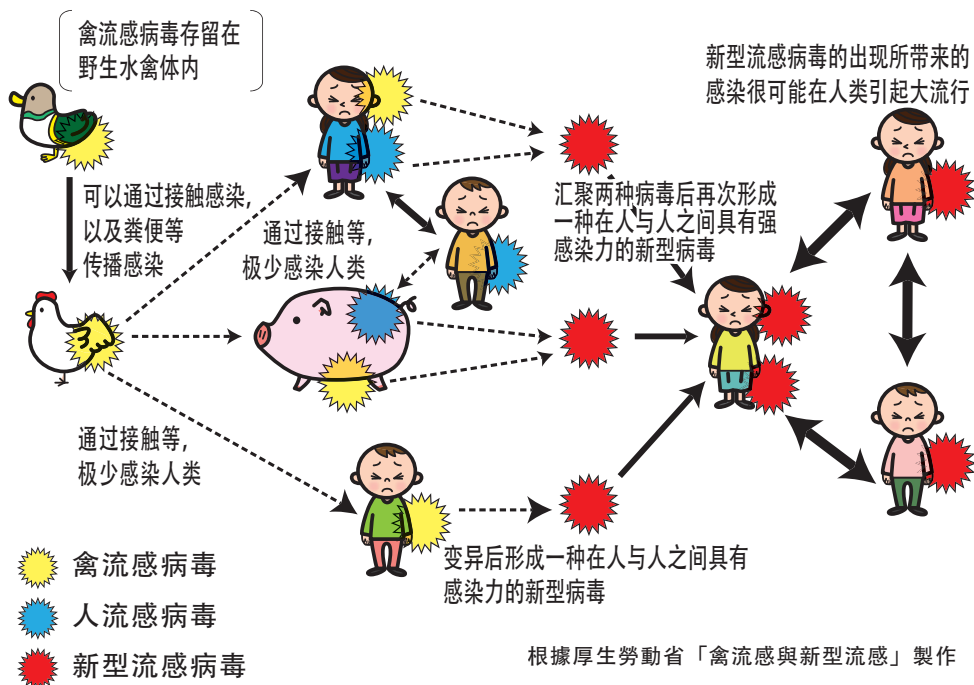 禽流感病毒存留在
野生水禽体内
新型流感病毒的出现所带来的
感染很可能在人类引起大流行
可以通过接触感染,
以及粪便等
传播感染
通过接触等,
极少感染人类
汇聚两种病毒后再次形成
一种在人与人之间具有强
感染力的新型病毒
通过接触等,
极少感染人类
变异后形成一种在人与人之间具有
感染力的新型病毒
禽流感病毒
人流感病毒
新型流感病毒
根據厚生勞動省「禽流感與新型流感」製作